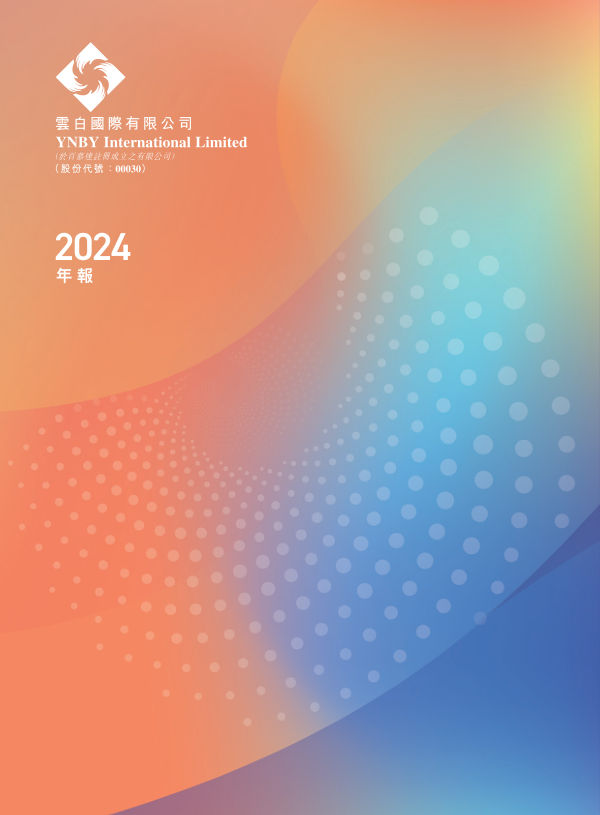 雲白國際有限公司
YNBY International Limited
(於百慕達註冊成立之有限公司)
(股份代號：00030)
2024
年報